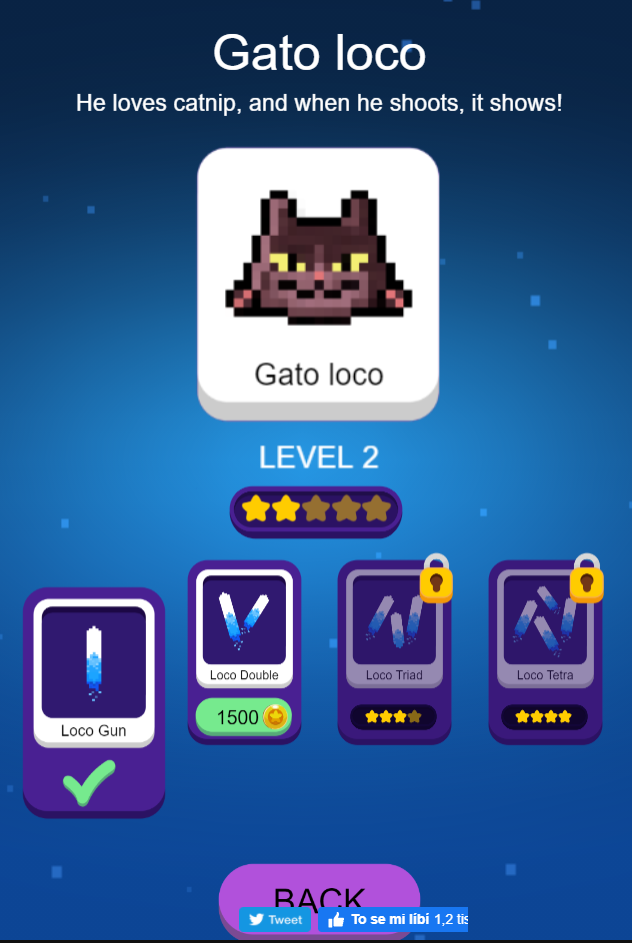 Gato loco
He loves catnip, and when he shoots, it shows!
Gato loco
LEVEL 2
Loco Gun
Loco Double
Loco Triad
Loco Tetra
1500
BACK
Tweet
To se mi líbí 1,2 tis